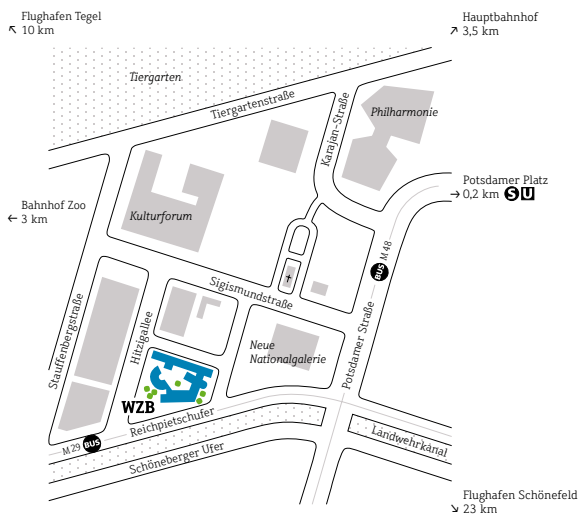 Flughafen Tegel
↖ 10 km
Hauptbahnhof
↗ 3,5 km
Tiergarten
Tiergartenstraße
Karajan-Straße
Philharmonie
Potsdamer Platz
→ 0,2 km S U
Bahnhof Zoo
← 3 km
Kulturforum
BUS M 48
Sigismundstraße
Stauffenbergstraße
Hitzigallee
Neue
Nationalgalerie
Potsdamer Straße
WZB
Reichpietschufer
M 29 BUS
Schöneberger Ufer
Landwehrkanal
Flughafen Schönefeld
↘ 23 km